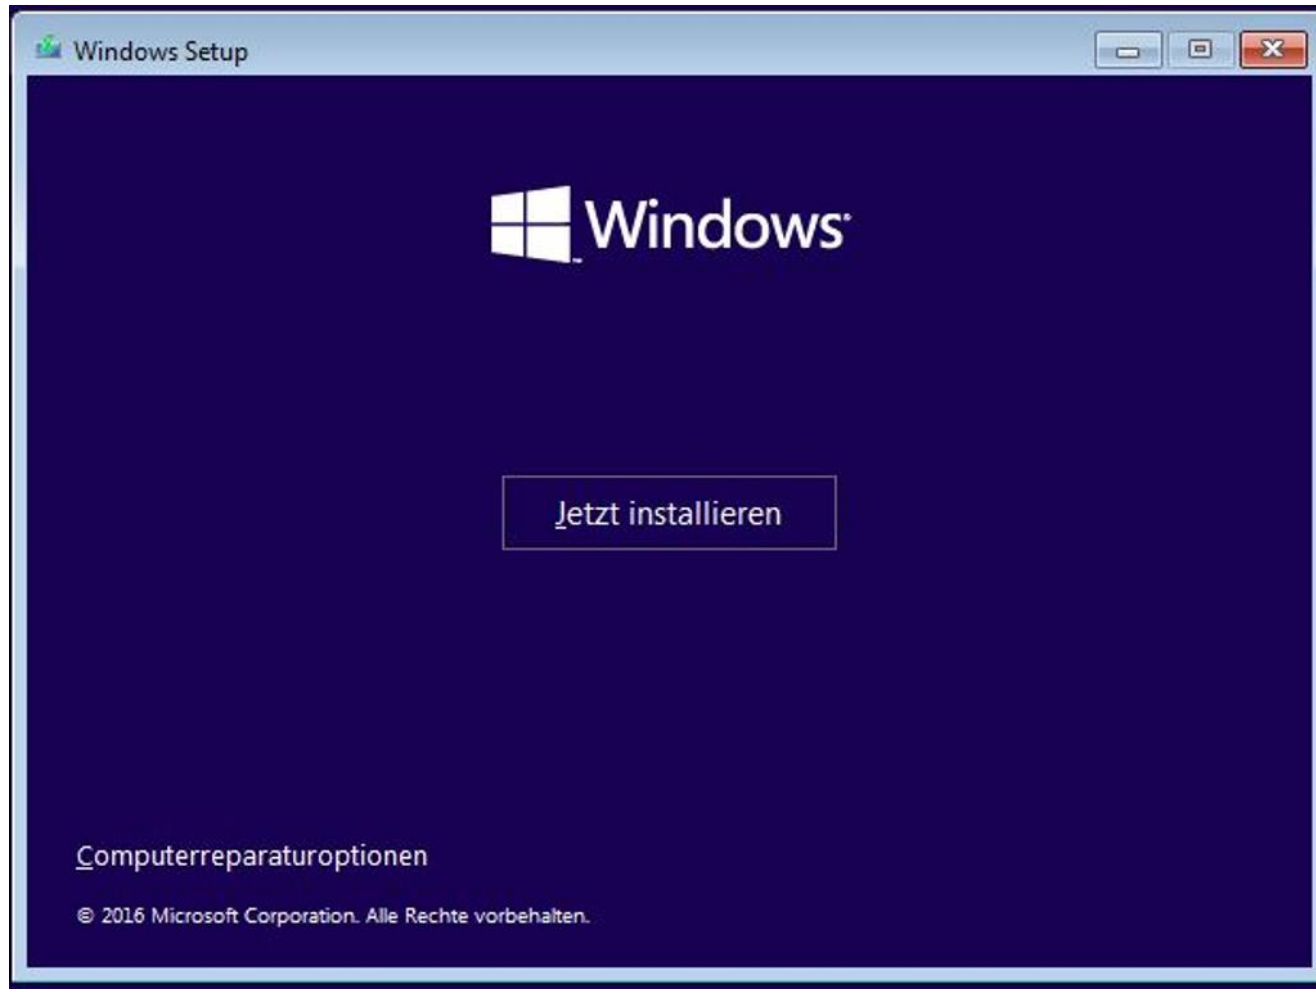 Windows Setup
Windows
Jetzt installieren
Computerreparaturoptionen
© 2016 Microsoft Corporation. Alle Rechte vorbehalten.